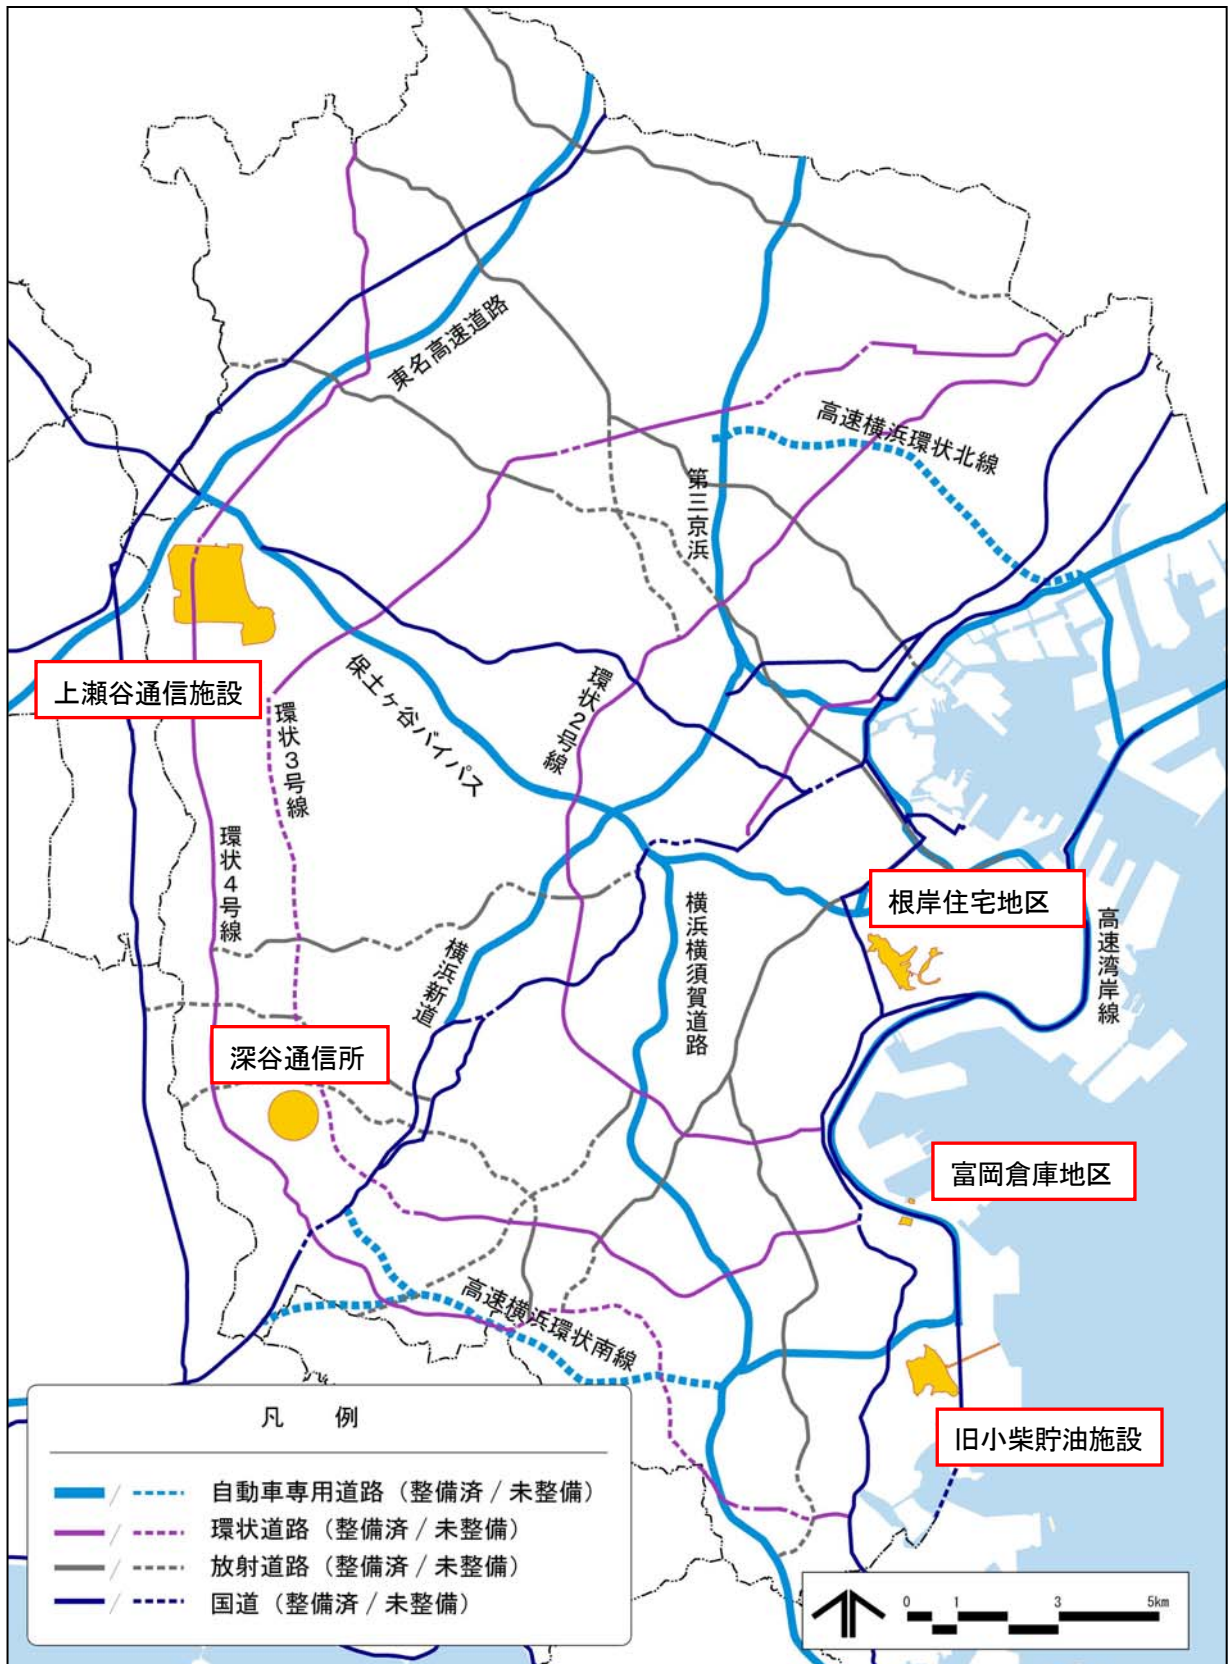 東名高速道路
高速横浜環状北線
第三京浜
上瀬谷通信施設
環状3号線
保土ヶ谷バイパス
環状2号線
環状4号線
根岸住宅地区
横浜横須賀道路
高速湾岸線
横浜新道
深谷通信所
富岡倉庫地区
高速横浜環状南線
旧小柴貯油施設
凡 例
/ 自動車専用道路（整備済 / 未整備）
/ 環状道路（整備済 / 未整備）
/ 放射道路（整備済 / 未整備）
/ 国道（整備済 / 未整備）
0 1 3 5km